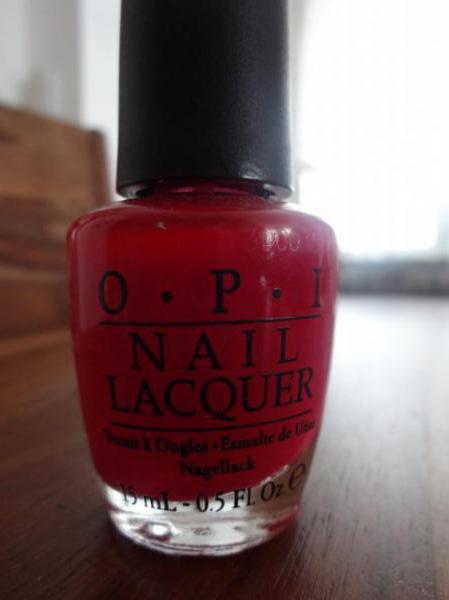 O · P · I
NAIL
LACQUER
Vernis à Ongles · Esmalte de Uñas
Nagellack
15 mL - 0.5 Fl. Oz e